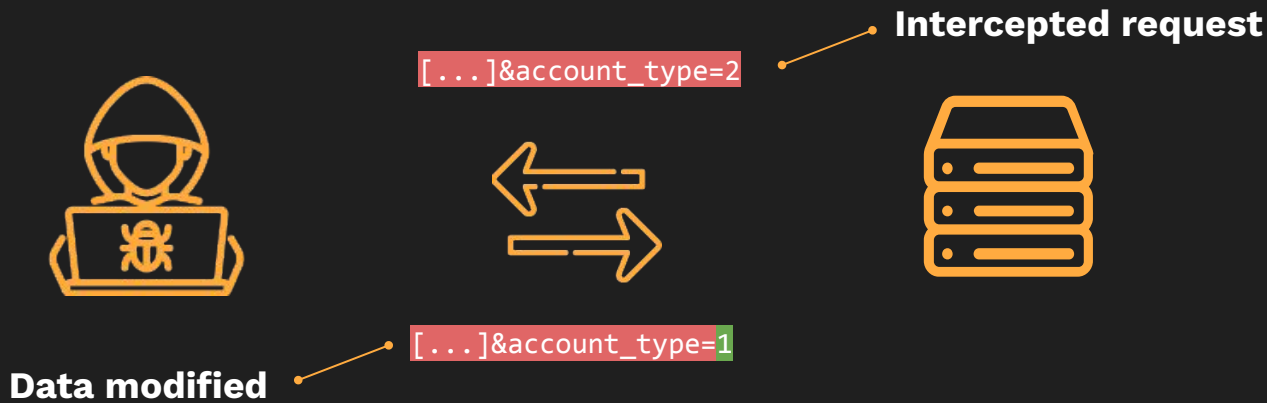 Intercepted request
[...]&account_type=2
[...]&account_type=1
Data modified